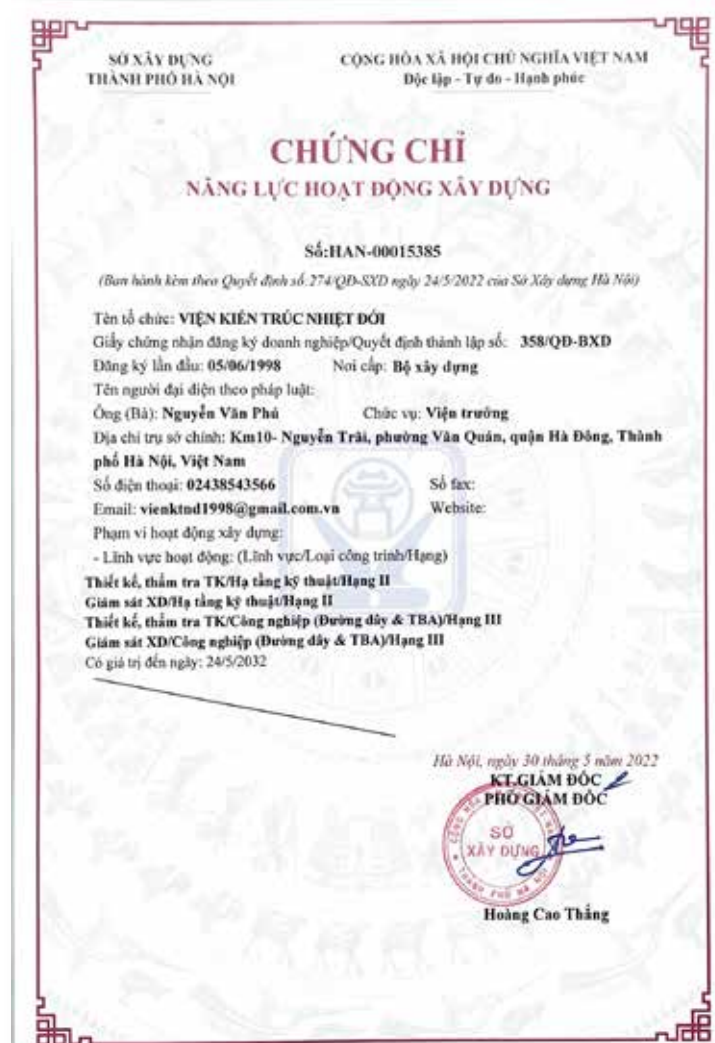 SỞ XÂY DỰNG
THÀNH PHỐ HÀ NỘI
CỘNG HÒA XÃ HỘI CHỦ NGHĨA VIỆT NAM
Độc lập - Tự do - Hạnh phúc
CHỨNG CHỈ
NĂNG LỰC HOẠT ĐỘNG XÂY DỰNG
Số:HAN-00015385
(Ban hành kèm theo Quyết định số:274/QĐ-SXD ngày 24/5/2022 của Sở Xây dựng Hà Nội)
Tên tổ chức: VIỆN KIẾN TRÚC NHIỆT ĐỚI
Giấy chứng nhận đăng ký doanh nghiệp/Quyết định thành lập số: 358/QĐ-BXD
Đăng ký lần đầu: 05/06/1998 Nơi cấp: Bộ xây dựng
Tên người đại diện theo pháp luật:
Ông (Bà): Nguyễn Văn Phú Chức vụ: Viện trưởng
Địa chỉ trụ sở chính: Km10- Nguyễn Trãi, phường Văn Quán, quận Hà Đông, Thành
phố Hà Nội, Việt Nam
Số điện thoại: 02438543566 Số fax:
Email: vienktnd1998@gmail.com.vn Website:
Phạm vi hoạt động xây dựng:
- Lĩnh vực hoạt động: (Lĩnh vực/Loại công trình/Hạng)
Thiết kế, thẩm tra TK/Hạ tầng kỹ thuật/Hạng II
Giám sát XD/Hạ tầng kỹ thuật/Hạng II
Thiết kế, thẩm tra TK/Công nghiệp (Đường dây & TBA)/Hạng III
Giám sát XD/Công nghiệp (Đường dây & TBA)/Hạng III
Có giá trị đến ngày: 24/5/2032
Hà Nội, ngày 30 tháng 5 năm 2022
KT.GIÁM ĐỐC
PHÓ GIÁM ĐỐC
SỞ
XÂY DỰNG
THÀNH PHỐ HÀ NỘI
Hoàng Cao Thắng